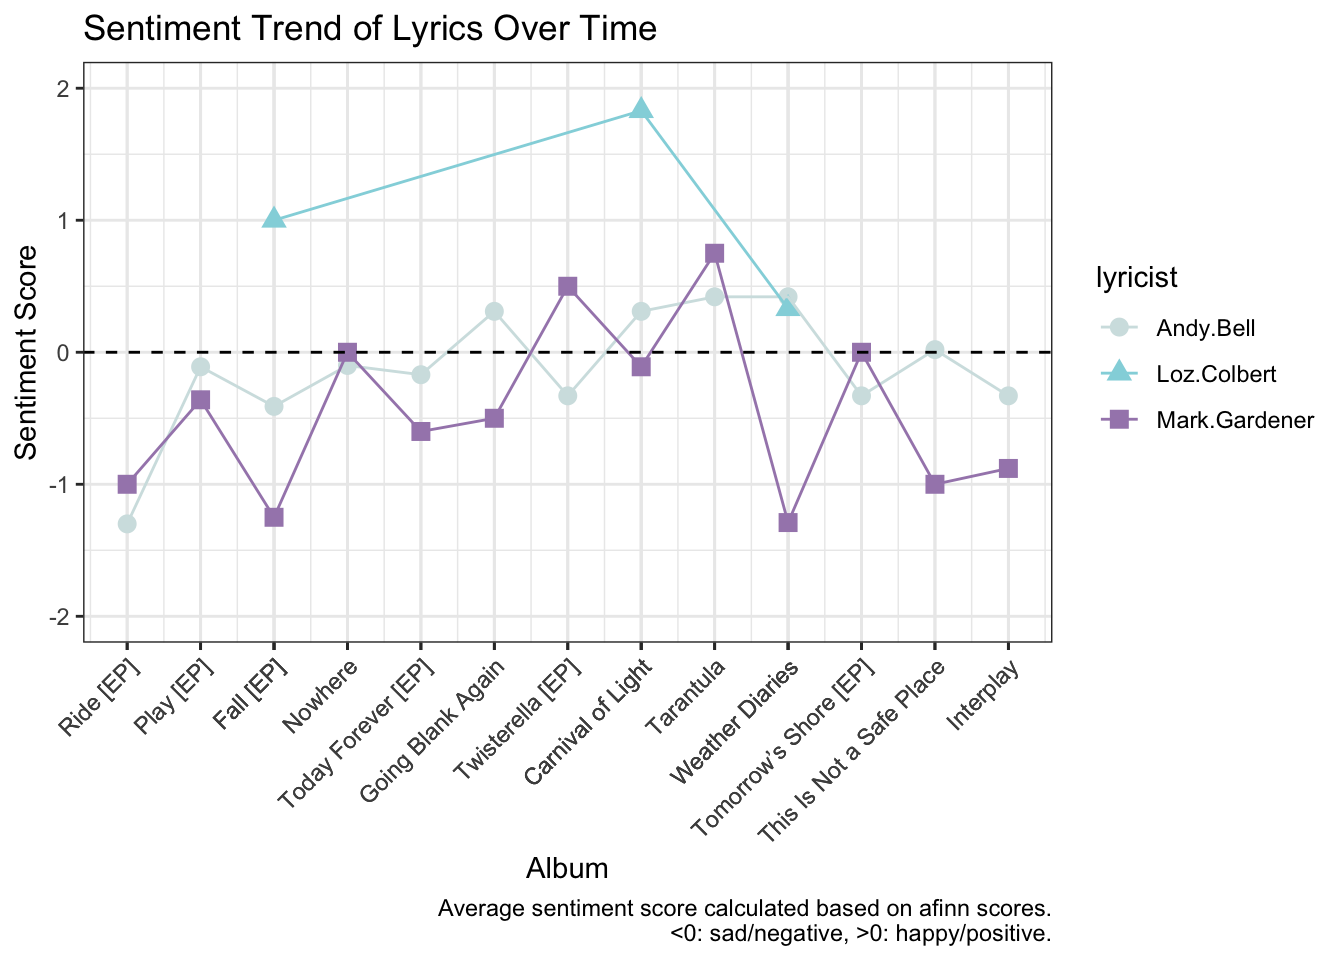 Sentiment Trend of Lyrics Over Time
Sentiment Score
2
1
0
-1
-2
Ride [EP]
Play [EP]
Fall [EP]
Nowhere
Today Forever [EP]
Going Blank Again
Twisterella [EP]
Carnival of Light
Tarantula
Weather Diaries
Tomorrow's Shore [EP]
This Is Not a Safe Place
Interplay
Album
lyricist
Andy.Bell
Loz.Colbert
Mark.Gardener
Average sentiment score calculated based on afinn scores.
<0: sad/negative, >0: happy/positive.